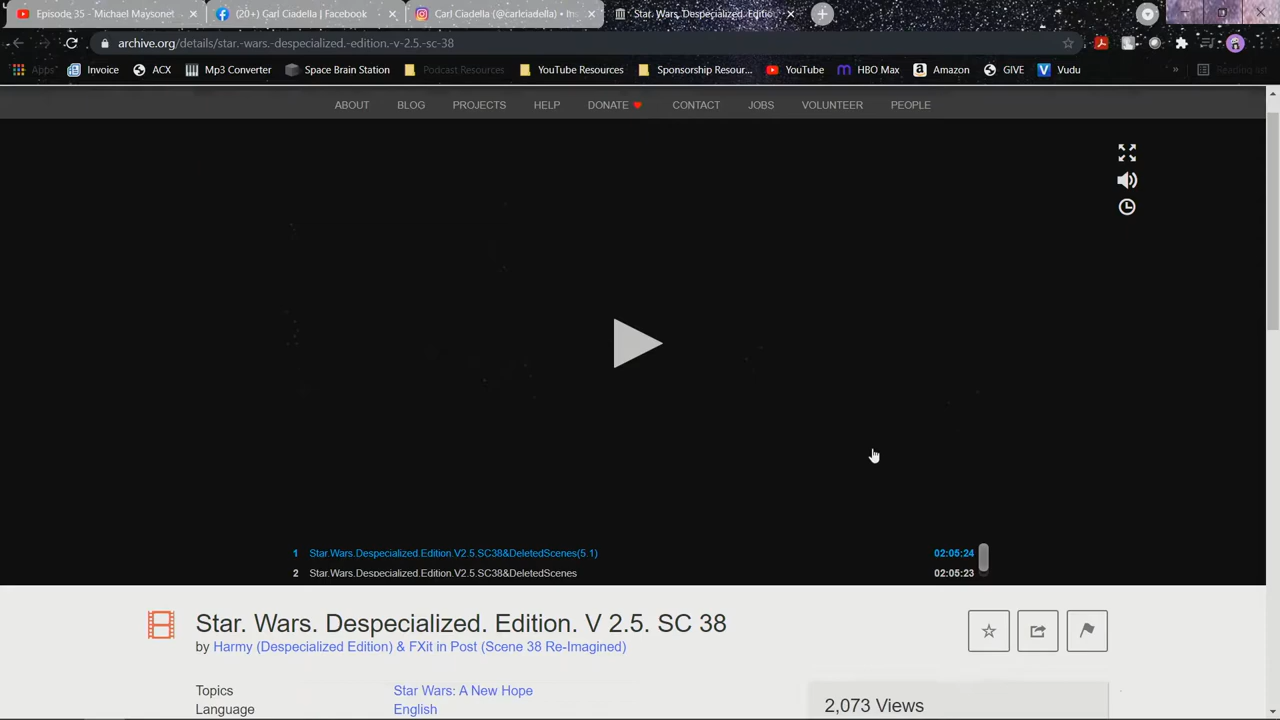 Episode 35 - Michael Maysonet
(20+) Carl Ciadella | Facebook
Carl Ciadella (@carlciadella) • Ins
Star. Wars. Despecialized. Editio
archive.org/details/star.-wars.-despecialized.-edition.-v-2.5.-sc-38
Apps Invoice ACX Mp3 Converter Space Brain Station Podcast Resources YouTube Resources Sponsorship Resour... YouTube HBO Max Amazon GIVE Vudu » Reading list
ABOUT BLOG PROJECTS HELP DONATE CONTACT JOBS VOLUNTEER PEOPLE
1 Star.Wars.Despecialized.Edition.V2.5.SC38&DeletedScenes(5.1) 02:05:24
2 Star.Wars.Despecialized.Edition.V2.5.SC38&DeletedScenes 02:05:23
Star. Wars. Despecialized. Edition. V 2.5. SC 38
by Harmy (Despecialized Edition) & FXit in Post (Scene 38 Re-Imagined)
Topics Star Wars: A New Hope
Language English
2,073 Views